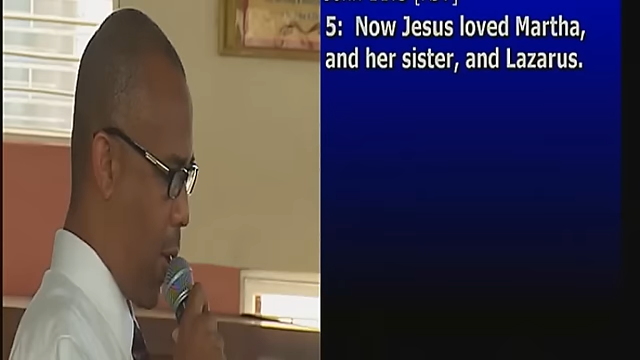 5: Now Jesus loved Martha,
and her sister, and Lazarus.